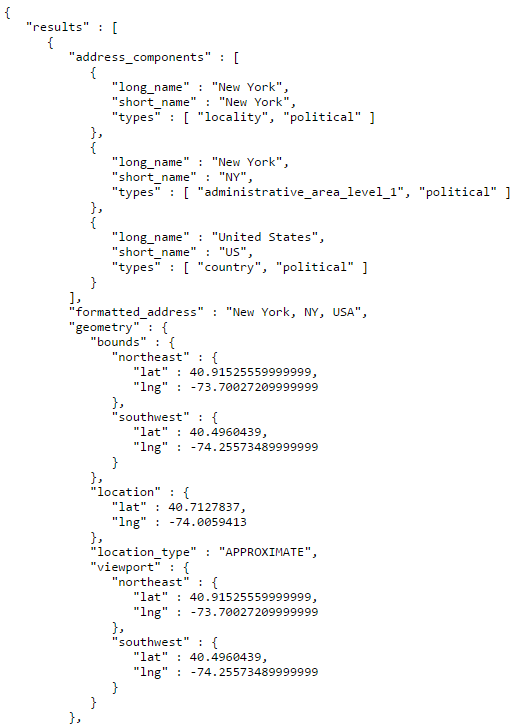 {
   "results" : [
      {
         "address_components" : [
            {
               "long_name" : "New York",
               "short_name" : "New York",
               "types" : [ "locality", "political" ]
            },
            {
               "long_name" : "New York",
               "short_name" : "NY",
               "types" : [ "administrative_area_level_1", "political" ]
            },
            {
               "long_name" : "United States",
               "short_name" : "US",
               "types" : [ "country", "political" ]
            }
         ],
         "formatted_address" : "New York, NY, USA",
         "geometry" : {
            "bounds" : {
               "northeast" : {
                  "lat" : 40.91525559999999,
                  "lng" : -73.70027209999999
               },
               "southwest" : {
                  "lat" : 40.4960439,
                  "lng" : -74.25573489999999
               }
            },
            "location" : {
               "lat" : 40.7127837,
               "lng" : -74.0059413
            },
            "location_type" : "APPROXIMATE",
            "viewport" : {
               "northeast" : {
                  "lat" : 40.91525559999999,
                  "lng" : -73.70027209999999
               },
               "southwest" : {
                  "lat" : 40.4960439,
                  "lng" : -74.25573489999999
               }
            }
         },